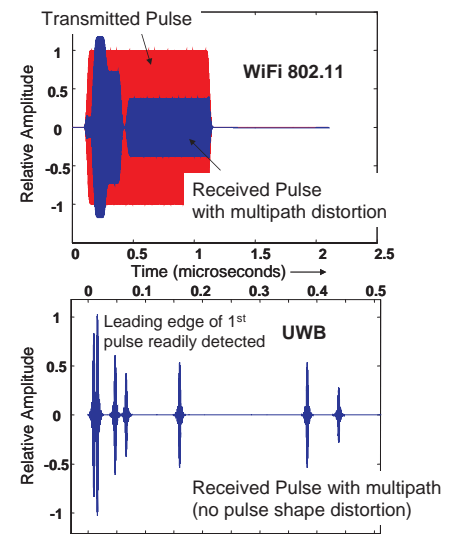 Transmitted Pulse
WiFi 802.11
Relative Amplitude
1
0.5
0
-0.5
-1
Received Pulse
with multipath distortion
0 0.5 1 1.5 2 2.5
Time (microseconds)
0 0.1 0.2 0.3 0.4 0.5
Leading edge of 1st
pulse readily detected
UWB
Relative Amplitude
1
0.5
0
-0.5
-1
Received Pulse with multipath
(no pulse shape distortion)